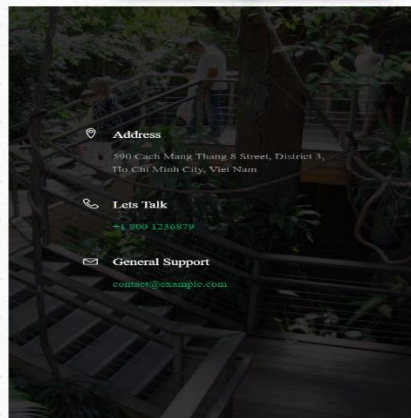 Address
590 Cach Mang Thang 8 Street, District 3,
Ho Chi Minh City, Viet Nam
Lets Talk
+1 800 1236879
General Support
contact@example.com